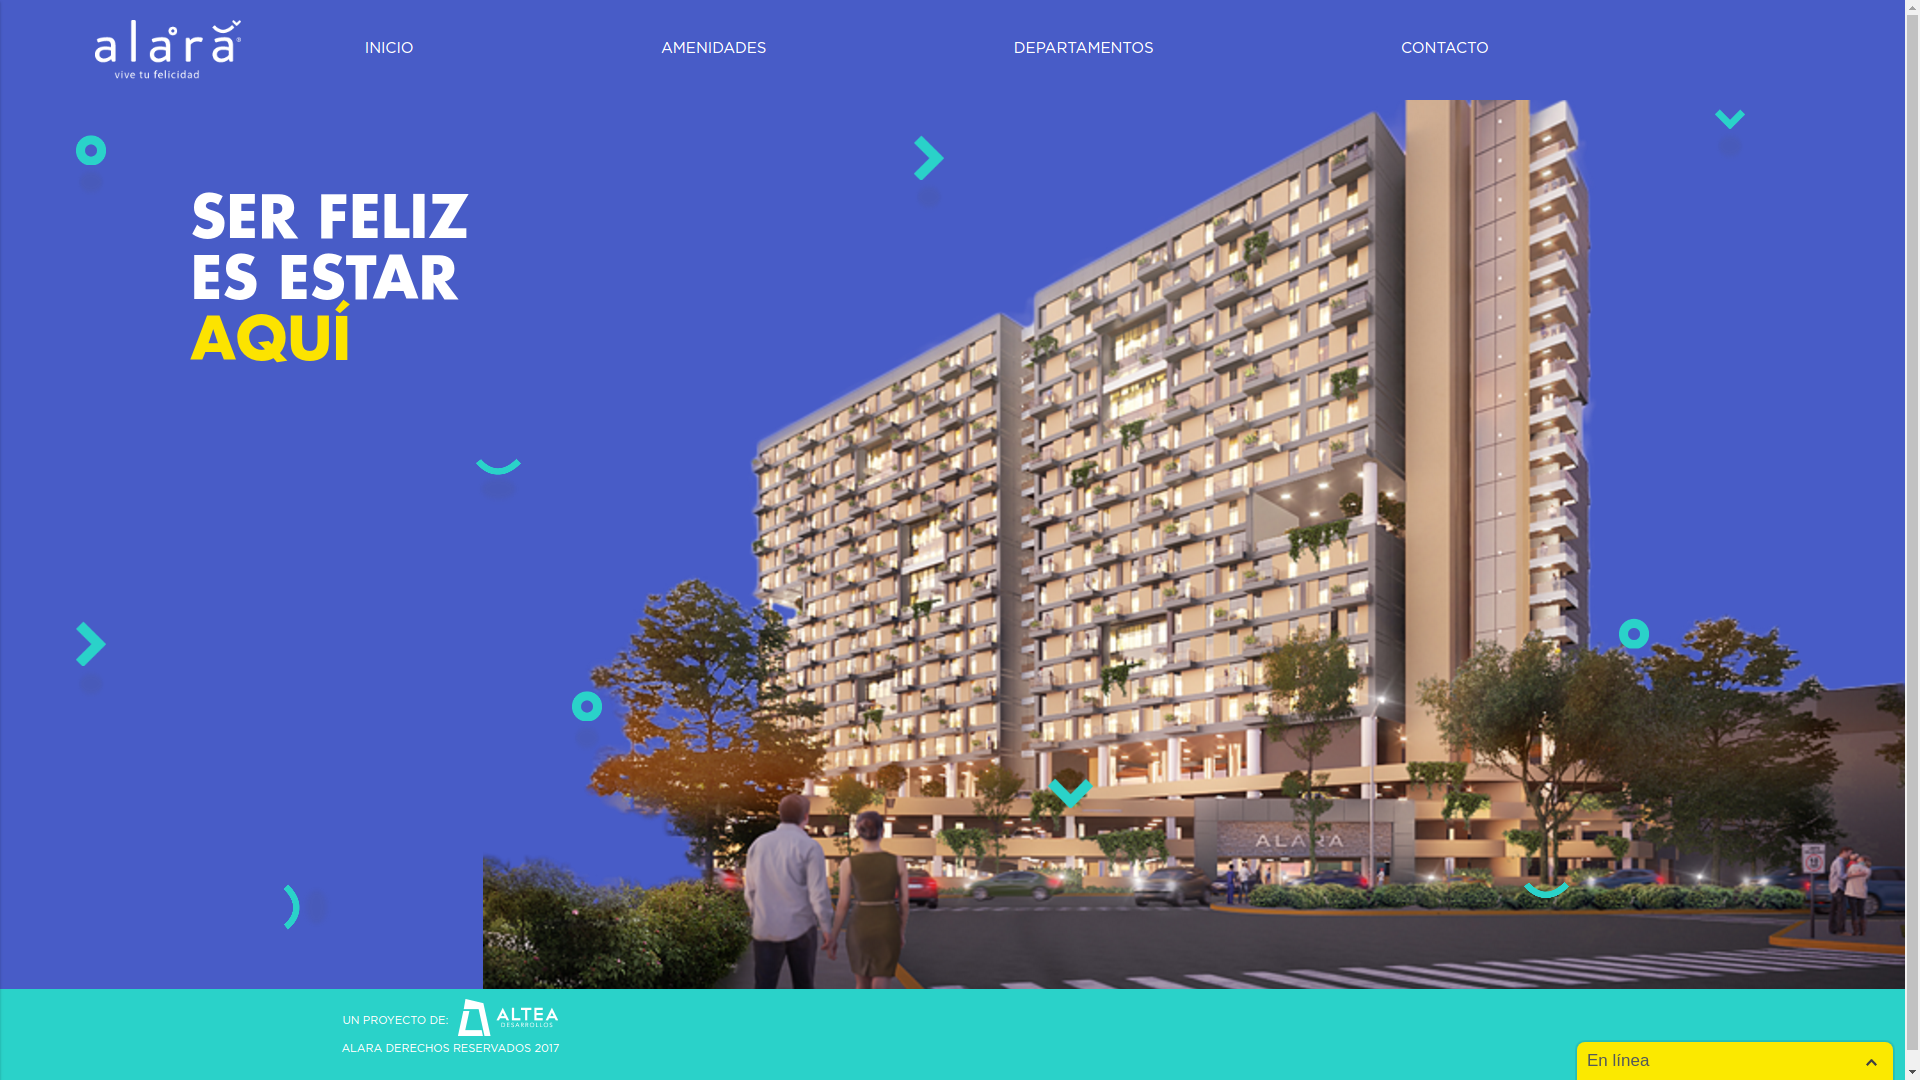 alara®
vive tu felicidad
INICIO
AMENIDADES
DEPARTAMENTOS
CONTACTO
SER FELIZ
ES ESTAR
AQUÍ
ALARA
UN PROYECTO DE:
ALTEA
DESARROLLOS
ALARA DERECHOS RESERVADOS 2017
En línea